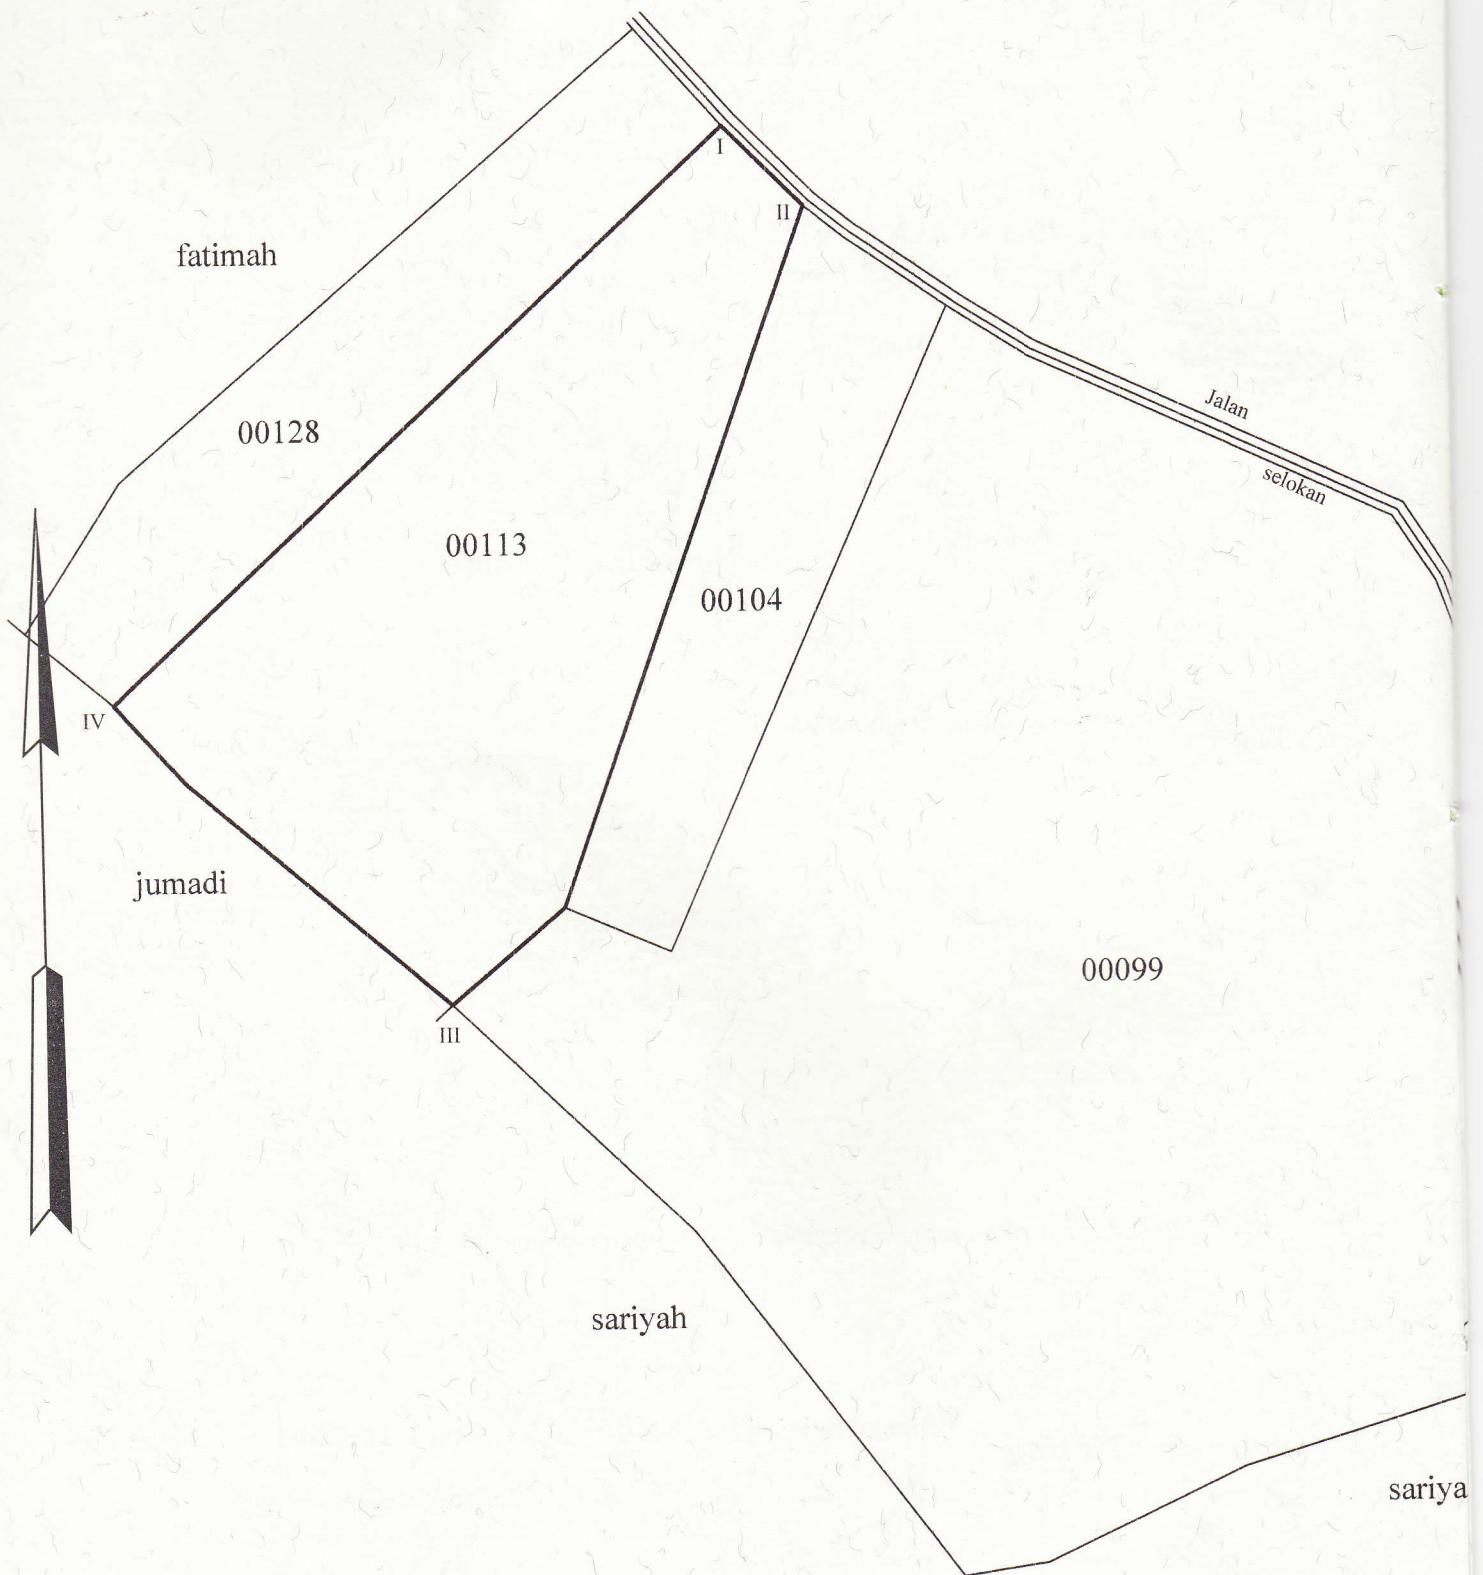 I
II
fatimah
Jalan
00128
selokan
00113
00104
IV
jumadi
00099
III
sariyah
sariya